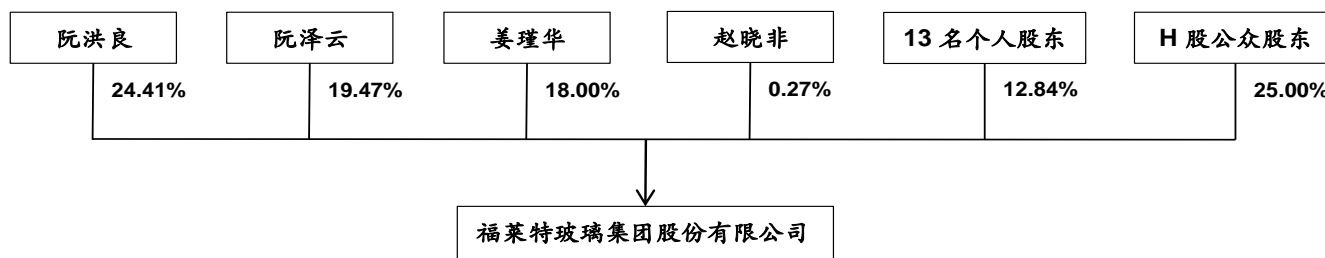 阮洪良
阮泽云
姜瑾华
赵晓非
13 名个人股东
H 股公众股东
24.41%
19.47%
18.00%
0.27%
12.84%
25.00%
福莱特玻璃集团股份有限公司